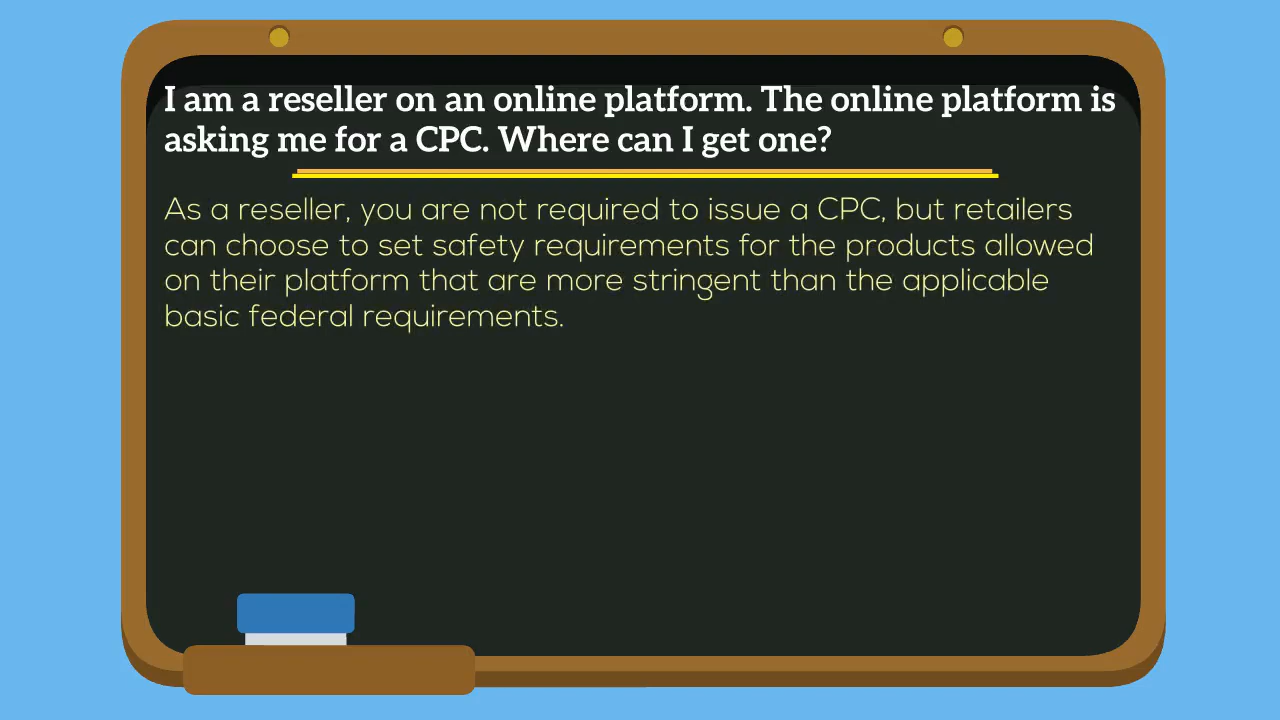 I am a reseller on an online platform. The online platform is
asking me for a CPC. Where can I get one?
As a reseller, you are not required to issue a CPC, but retailers
can choose to set safety requirements for the products allowed
on their platform that are more stringent than the applicable
basic federal requirements.